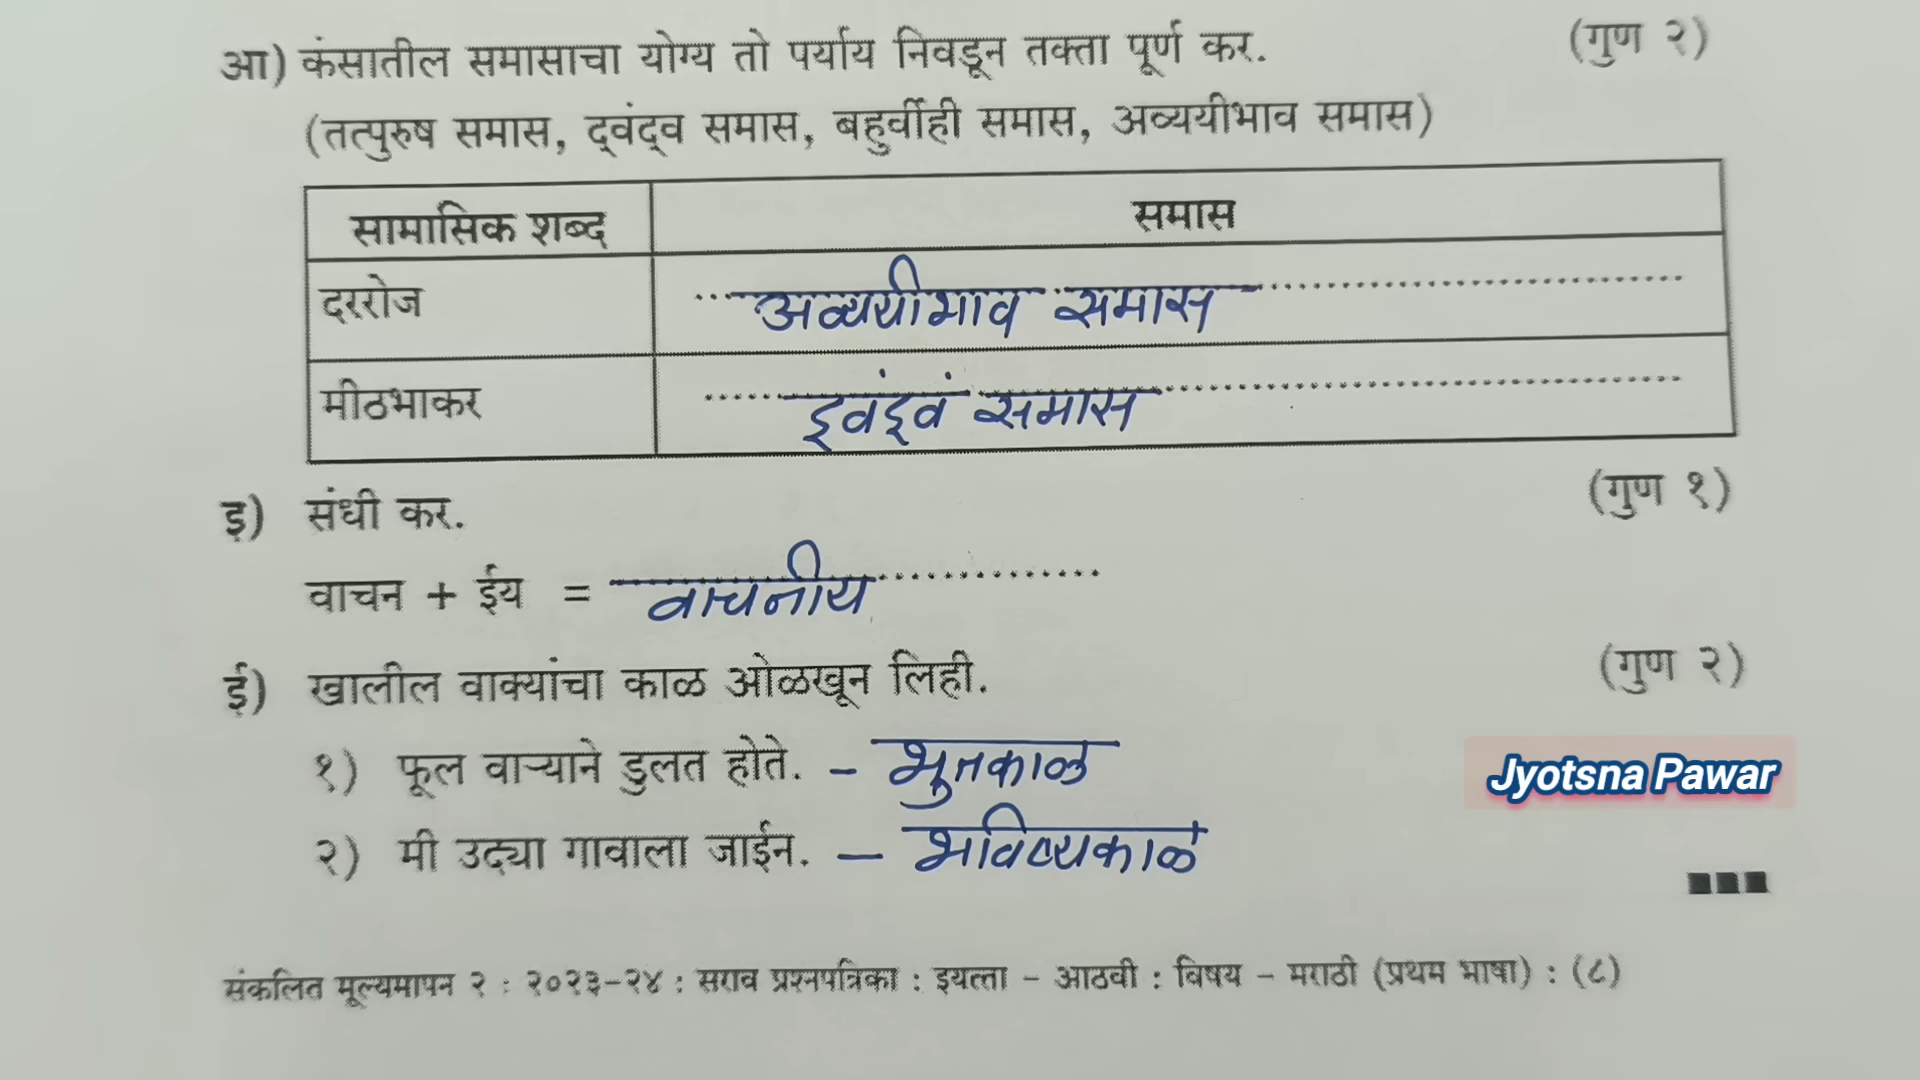 आ) कंसातील समासाचा योग्य तो पर्याय निवडून तक्ता पूर्ण कर. (गुण २)
(तत्पुरुष समास, द्वंद्व समास, बहुर्वीही समास, अव्ययीभाव समास)
सामासिक शब्द समास
दररोज अव्ययीभाव समास
मीठभाकर द्वंद्वं समास
इ) संधी कर. (गुण १)
वाचन + ईय = वाचनीय
ई) खालील वाक्यांचा काळ ओळखून लिही. (गुण २)
१) फूल वाऱ्याने डुलत होते. – भुतकाळ
Jyotsna Pawar
२) मी उद्या गावाला जाईन. – भविष्यकाळ
संकलित मूल्यमापन २ : २०२३-२४ : सराव प्रश्नपत्रिका : इयत्ता - आठवी : विषय - मराठी (प्रथम भाषा) : (८)